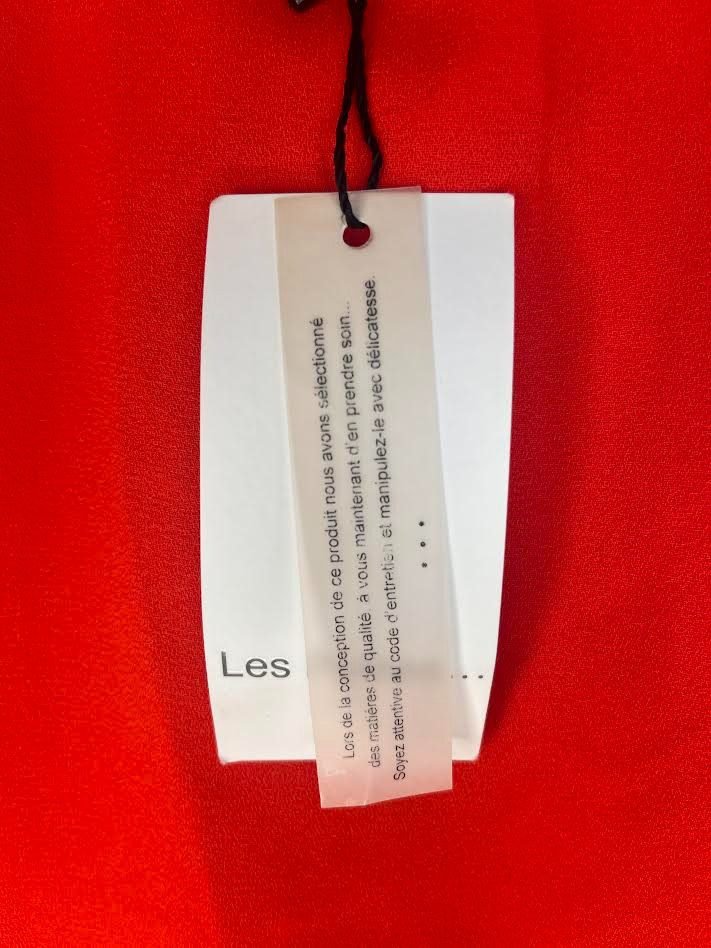 Lors de la conception de ce produit nous avons sélectionné
des matières de qualité à vous maintenant d'en prendre soin...
Soyez attentive au code d'entretien et manipulez-le avec délicatesse.
...
Les ...